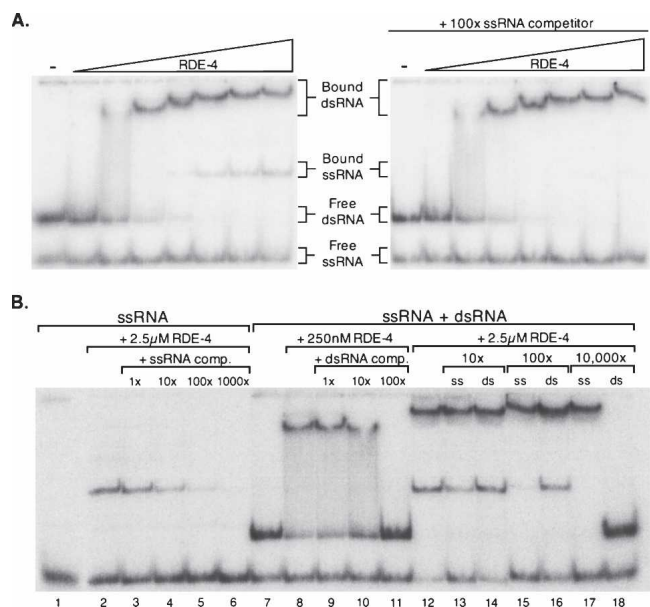 A.
+ 100x ssRNA competitor
- RDE-4
- RDE-4
Bound
dsRNA
Bound
ssRNA
Free
dsRNA
Free
ssRNA
B.
ssRNA
ssRNA + dsRNA
+ 2.5µM RDE-4
+ 250nM RDE-4
+ 2.5µM RDE-4
+ ssRNA comp.
+ dsRNA comp.
10x 100x 10,000x
1x 10x 100x 1000x
1x 10x 100x
ss ds ss ds ss ds
1 2 3 4 5 6 7 8 9 10 11 12 13 14 15 16 17 18